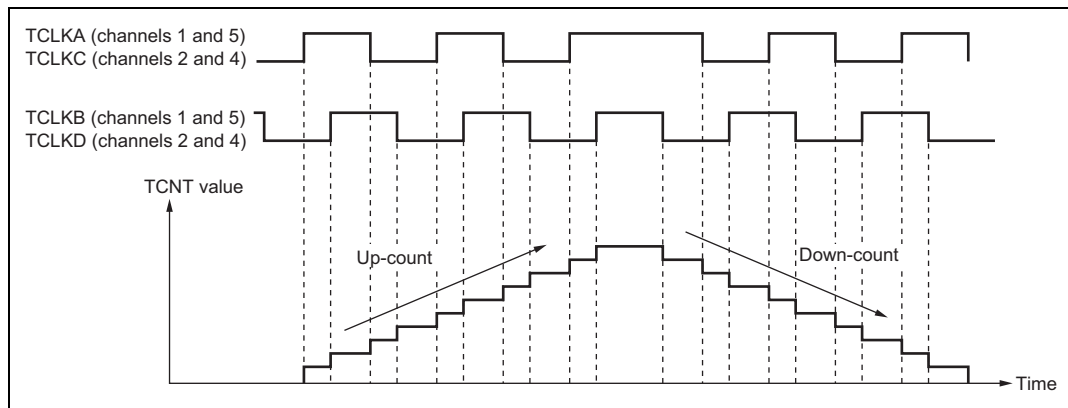 TCLKA (channels 1 and 5)
TCLKC (channels 2 and 4)
TCLKB (channels 1 and 5)
TCLKD (channels 2 and 4)
TCNT value
Up-count
Down-count
Time